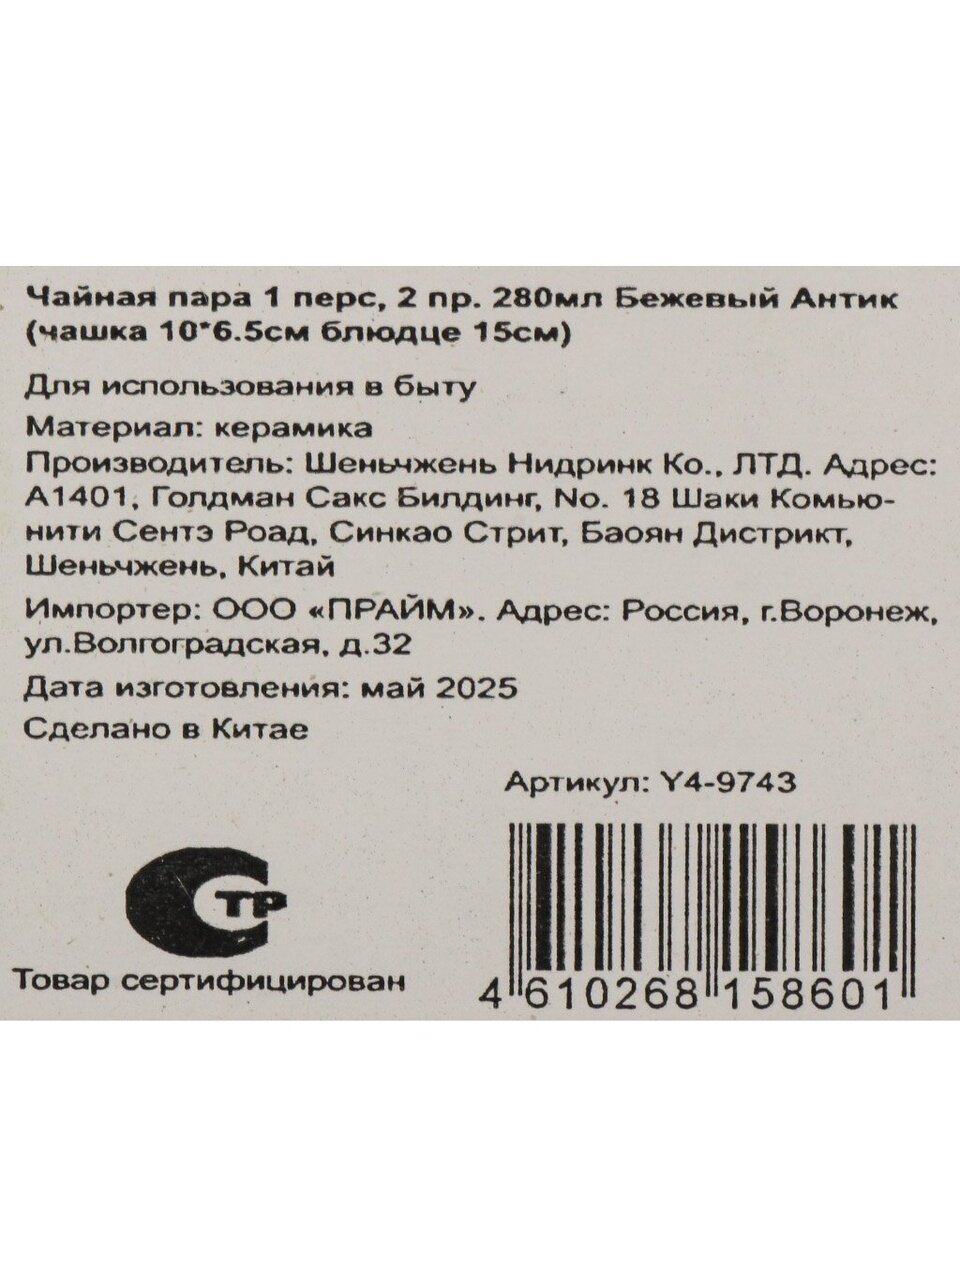 Чайная пара 1 перс, 2 пр. 280мл Бежевый Антик
(чашка 10*6.5см блюдце 15см)
Для использования в быту
Материал: керамика
Производитель: Шеньчжень Нидринк Ко., ЛТД. Адрес:
А1401, Голдман Сакс Билдинг, No. 18 Шаки Комью-
нити Сентэ Роад, Синкао Стрит, Баоян Дистрикт,
Шеньчжень, Китай
Импортер: ООО «ПРАЙМ». Адрес: Россия, г.Воронеж,
ул.Волгоградская, д.32
Дата изготовления: май 2025
Сделано в Китае
Артикул: Y4-9743
СТР
Товар сертифицирован
4 610268 158601